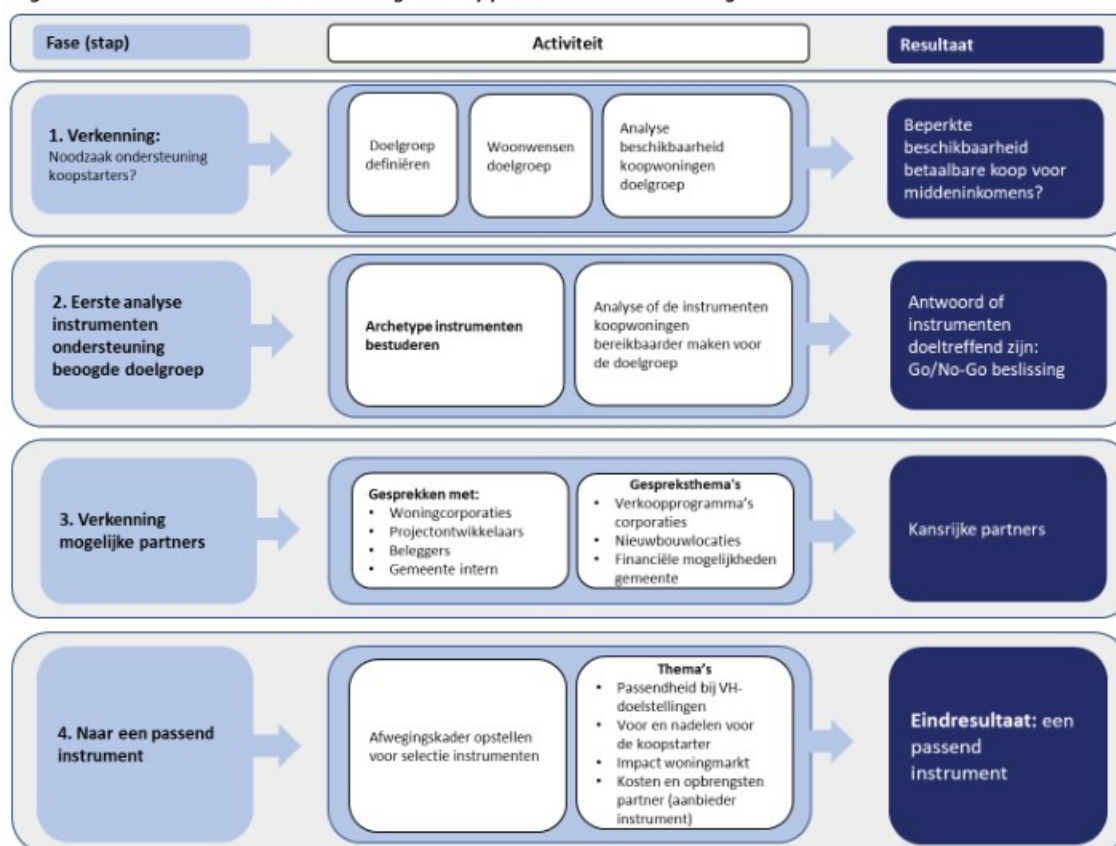 Fase (stap)
Activiteit
Resultaat
1. Verkenning:
Noodzaak ondersteuning
koopstarters?
Doelgroep
definiëren
Woonwensen
doelgroep
Analyse
beschikbaarheid
koopwoningen
doelgroep
Beperkte
beschikbaarheid
betaalbare koop voor
middeninkomens?
2. Eerste analyse
instrumenten
ondersteuning
beoogde doelgroep
Archetype instrumenten
bestuderen
Analyse of de instrumenten
koopwoningen
bereikbaarder maken voor
de doelgroep
Antwoord of
instrumenten
doeltreffend zijn:
Go/No-Go beslissing
3. Verkenning
mogelijke partners
Gesprekken met:
• Woningcorporaties
• Projectontwikkelaars
• Beleggers
• Gemeente intern
Gespreksthema's
• Verkoopprogramma's
corporaties
• Nieuwbouwlocaties
• Financiële mogelijkheden
gemeente
Kansrijke partners
4. Naar een passend
instrument
Afwegingskader opstellen
voor selectie instrumenten
Thema's
• Passendheid bij VH-
doelstellingen
• Voor en nadelen voor
de koopstarter
• Impact woningmarkt
• Kosten en opbrengsten
partner (aanbieder
instrument)
Eindresultaat: een
passend
instrument